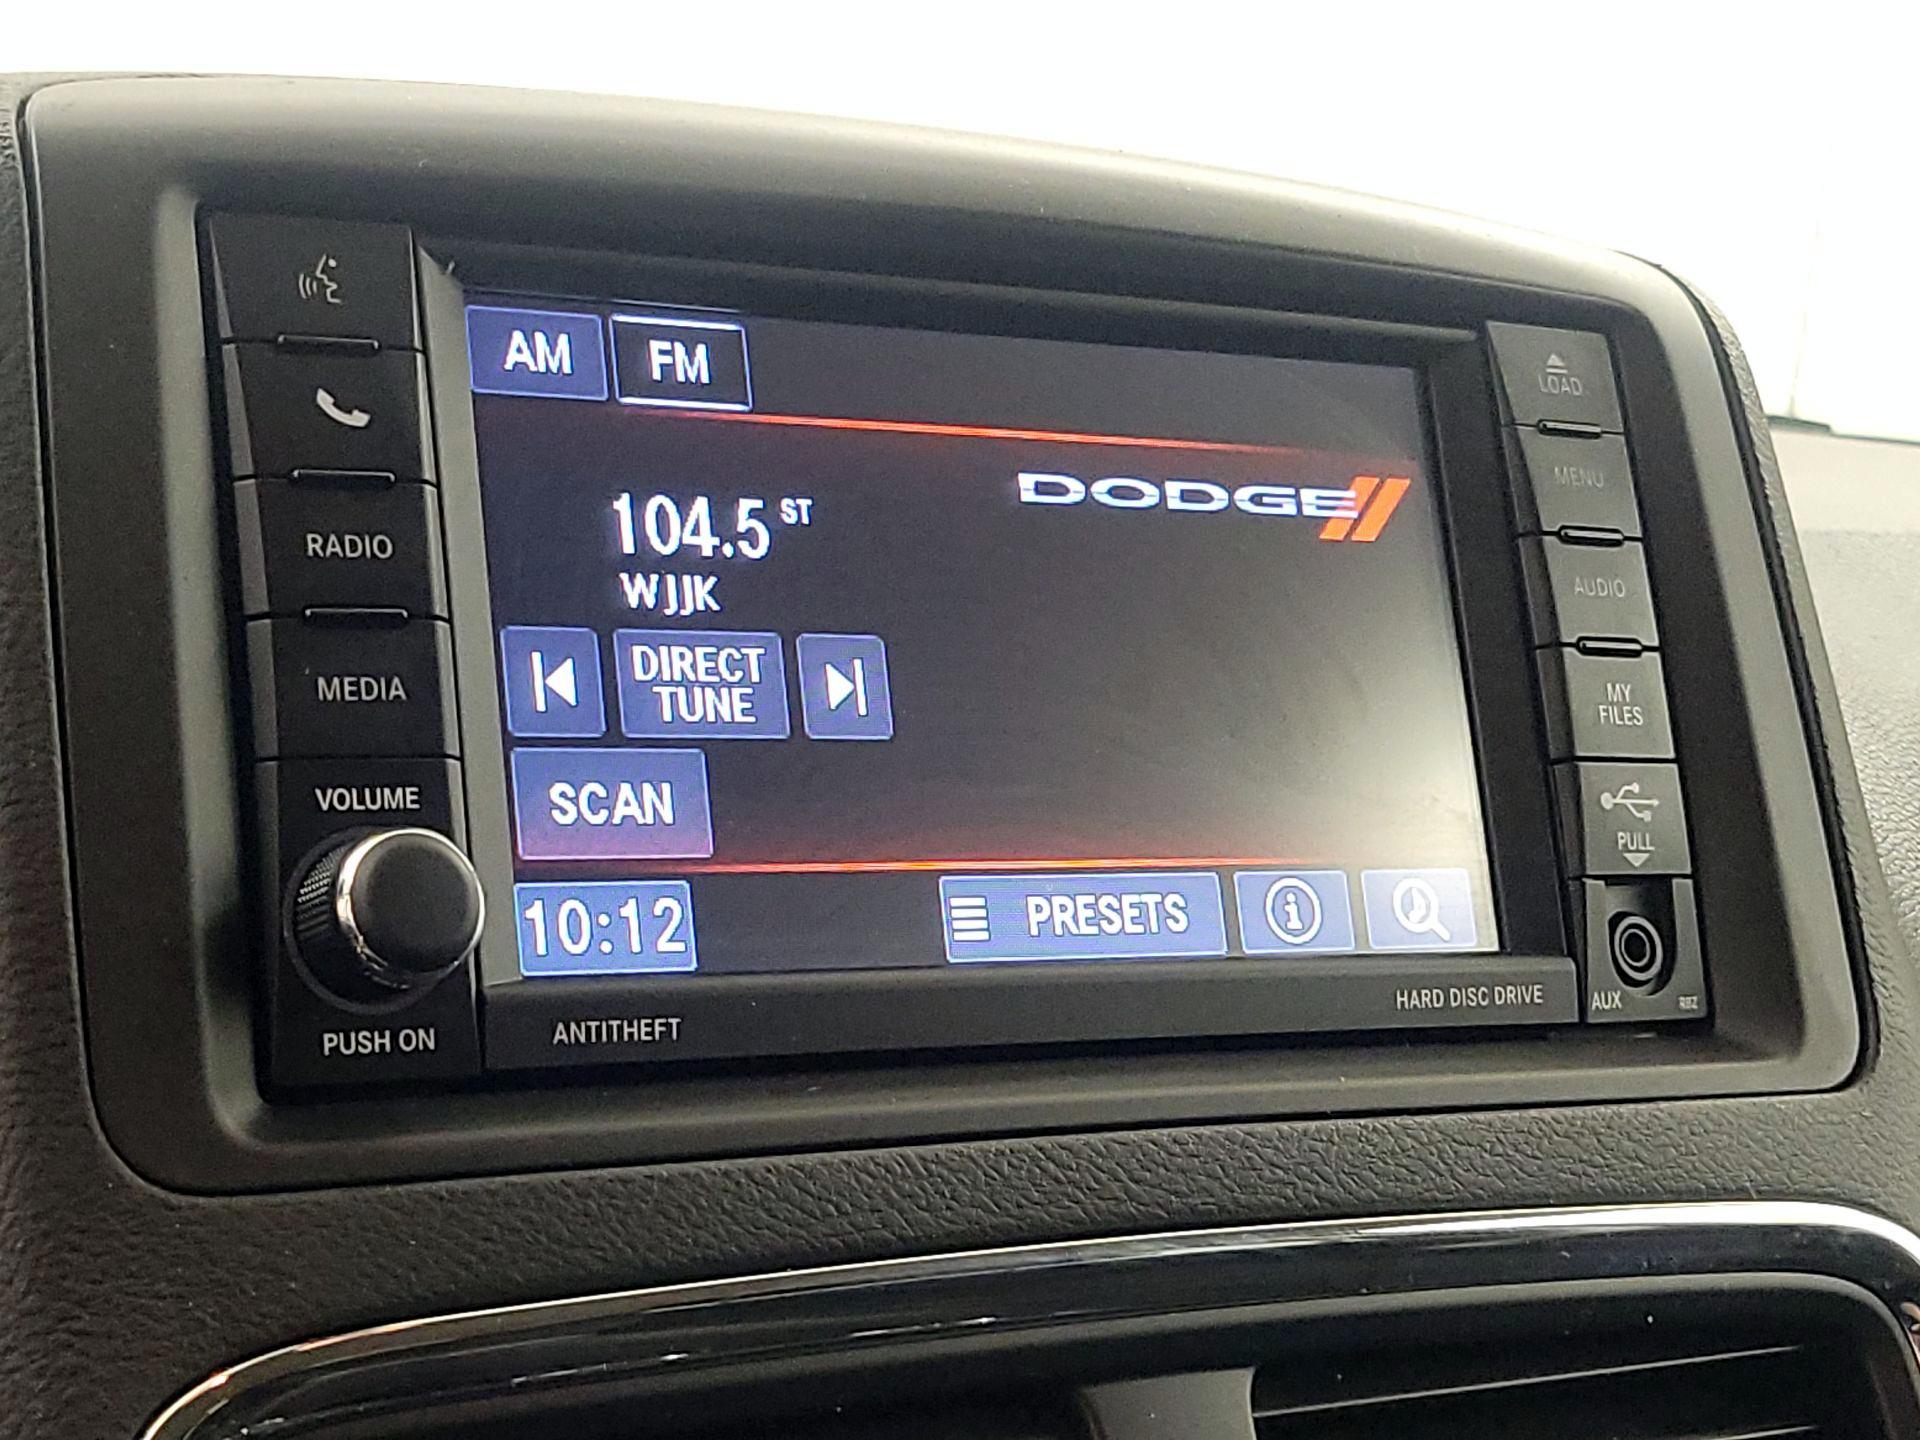 AM
FM
DODGE
104.5 ST
WJJK
DIRECT
TUNE
SCAN
10:12
PRESETS
RADIO
MEDIA
VOLUME
PUSH ON
ANTITHEFT
HARD DISC DRIVE
LOAD
MENU
AUDIO
MY
FILES
PULL
AUX
RBZ